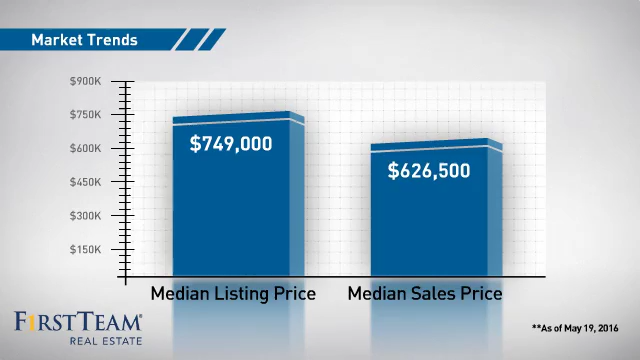 Market Trends
$900K
$750K
$600K
$450K
$300K
$150K
$749,000
$626,500
Median Listing Price
Median Sales Price
FIRSTTEAM®
REAL ESTATE
**As of May 19, 2016